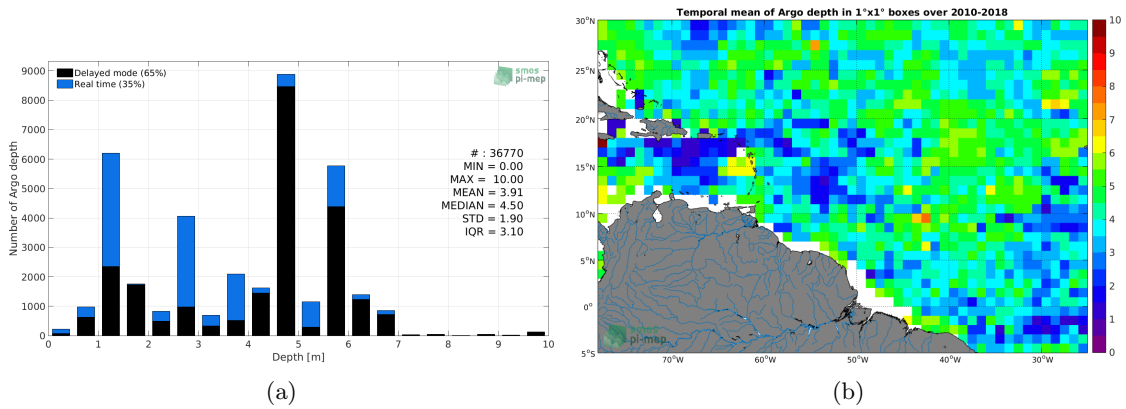 Delayed mode (65%)
Real time (35%)
smos
pi-mep
9000
8000
7000
6000
5000
4000
3000
2000
1000
0
Number of Argo depth
# : 36770
MIN = 0.00
MAX = 10.00
MEAN = 3.91
MEDIAN = 4.50
STD = 1.90
IQR = 3.10
0 1 2 3 4 5 6 7 8 9 10
Depth [m]
(a)
Temporal mean of Argo depth in 1°x1° boxes over 2010-2018
30°N
25°N
20°N
15°N
10°N
5°N
0°
5°S
70°W 60°W 50°W 40°W 30°W
smos
pi-mep
10
9
8
7
6
5
4
3
2
1
0
(b)